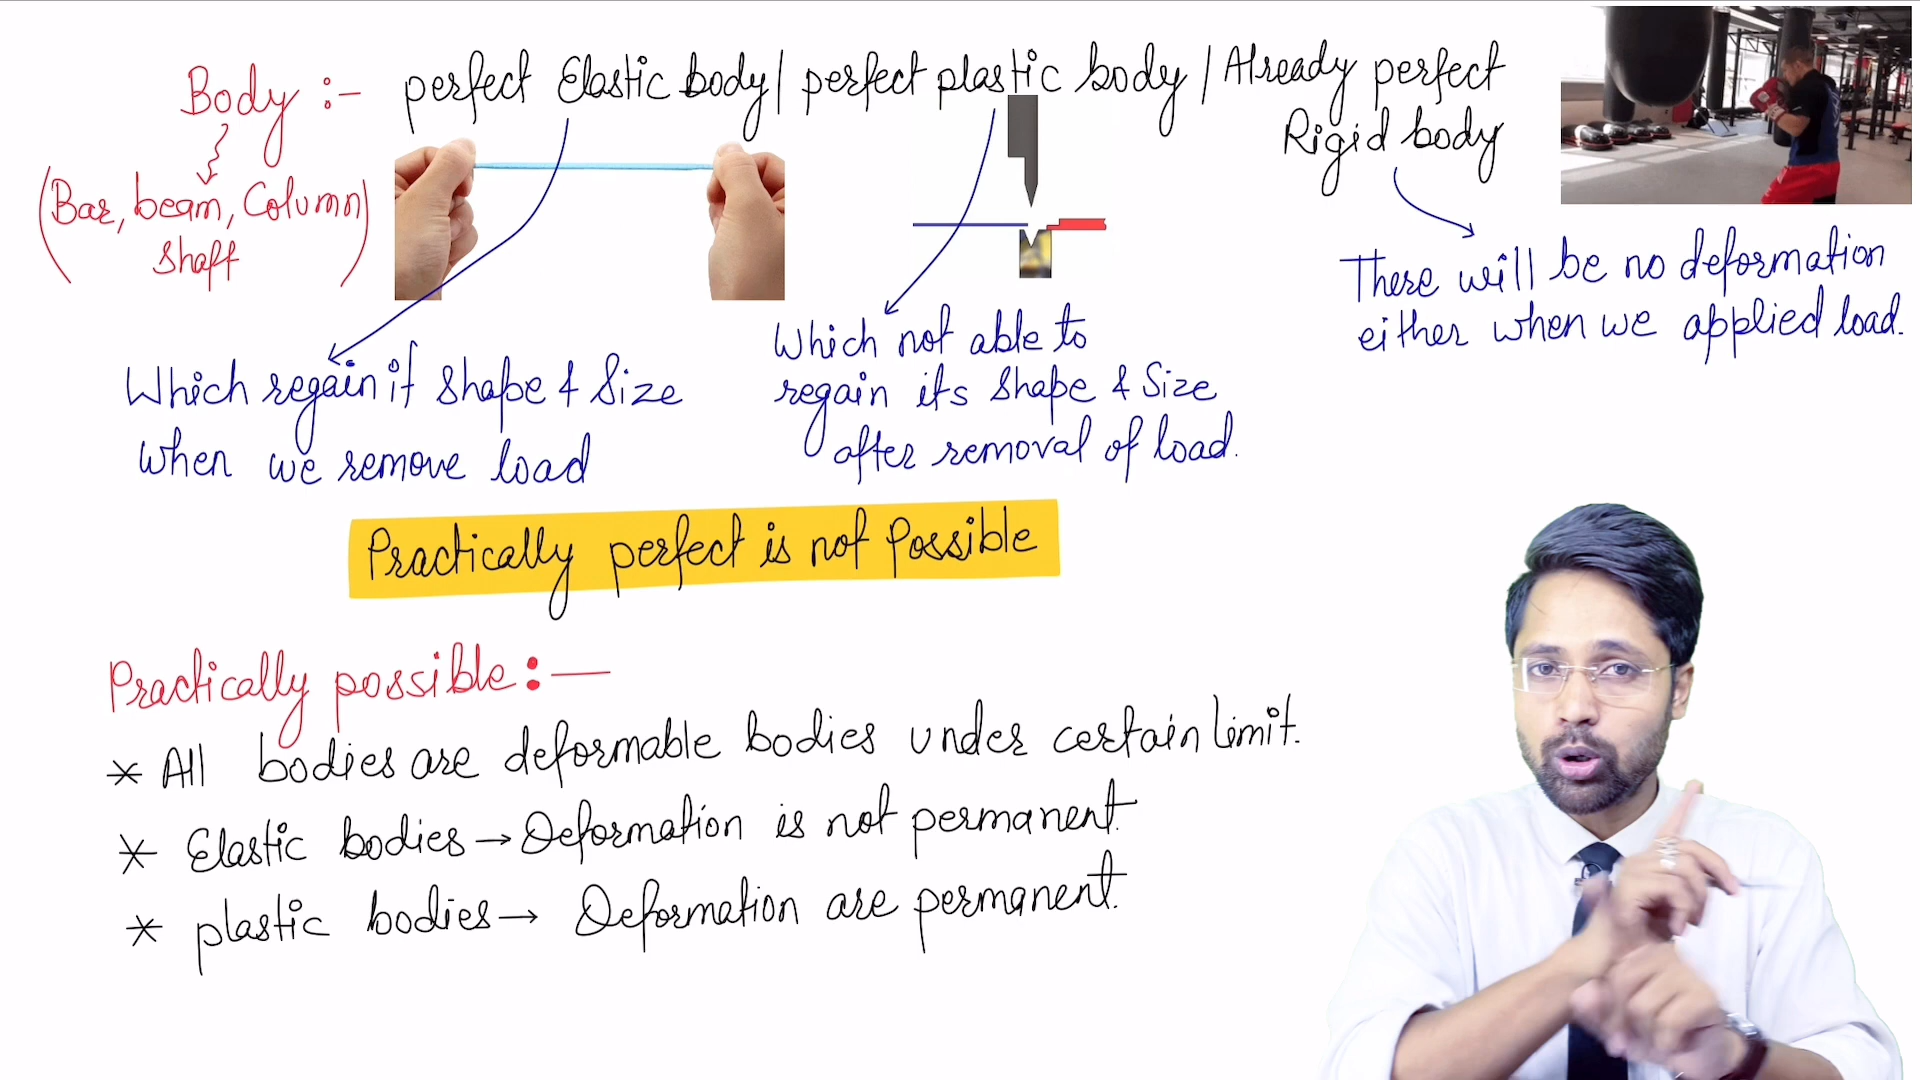 Body :- perfect Elastic body | perfect plastic body | Already perfect Rigid body
(Bar, beam, Column
Shaft)
There will be no deformation
either when we applied load.
Which regain it Shape & Size
when we remove load
Which not able to
regain its Shape & Size
after removal of load.
Practically perfect is not Possible
Practically possible :—
* All bodies are deformable bodies under certain limit.
* Elastic bodies → Deformation is not permanent.
* plastic bodies → Deformation are permanent.